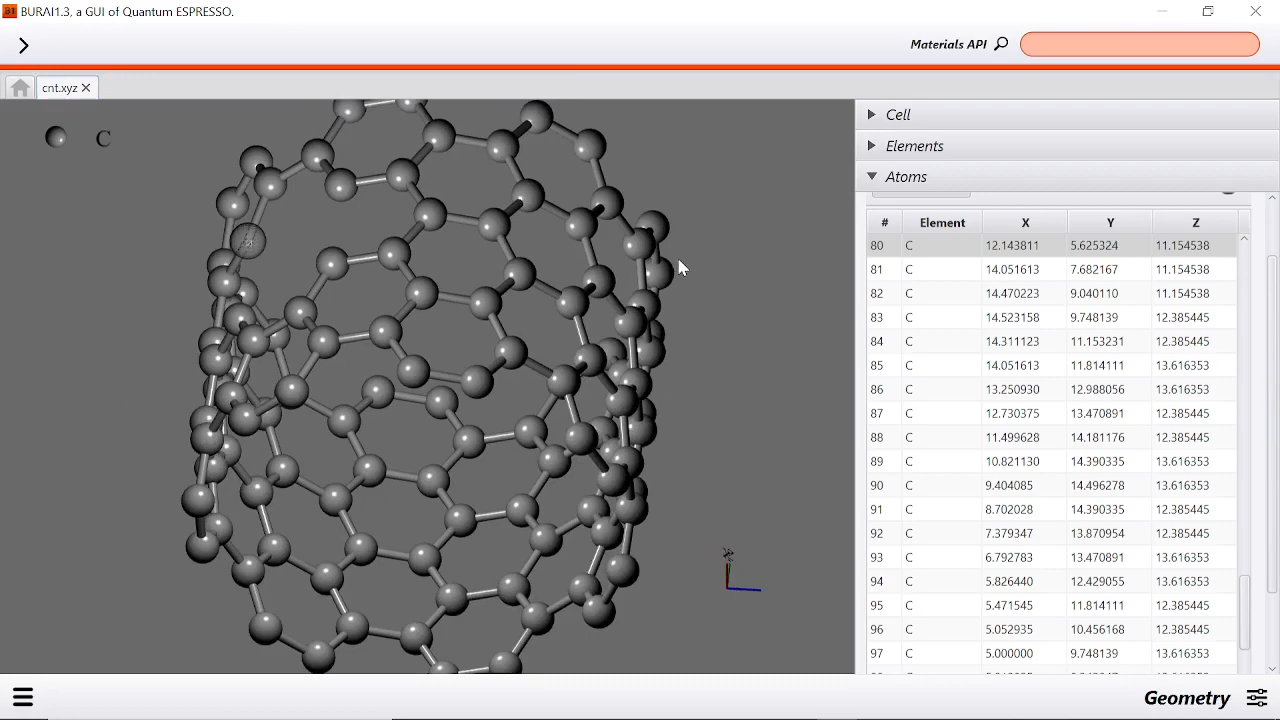 BURAI1.3, a GUI of Quantum ESPRESSO.
Materials API
cnt.xyz
C
Cell
Elements
Atoms
# Element X Y Z
80 C 12.143811 5.625324 11.154538
81 C 14.051613 7.682167 11.154538
82 C 14.470223 9.040110 11.154538
83 C 14.523158 9.748139 12.385445
84 C 14.311123 11.153231 12.385445
85 C 14.051613 11.814111 13.616353
86 C 13.250930 12.988056 13.616353
87 C 12.730375 13.470891 12.385445
88 C 11.499628 14.181176 12.385445
89 C 10.821130 14.390335 13.616353
90 C 9.404085 14.496278 13.616353
91 C 8.702028 14.390335 12.385445
92 C 7.379347 13.870954 12.385445
93 C 6.792783 13.470891 13.616353
94 C 5.826440 12.429055 13.616353
95 C 5.471545 11.814111 12.385445
96 C 5.052935 10.456168 12.385445
97 C 5.000000 9.748139 13.616353
Geometry